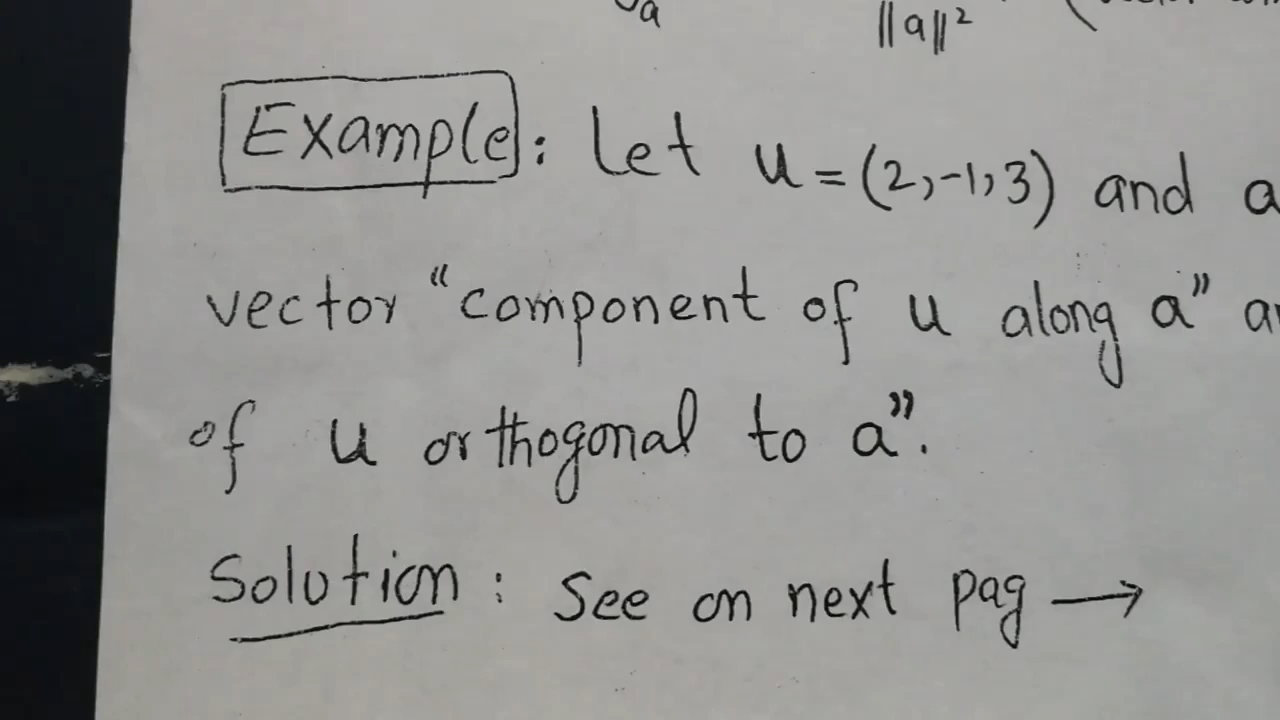 a ||a||²
Example: Let u = (2,-1,3) and a
vector "component of u along a"
of u orthogonal to a".
Solution: See on next pag →